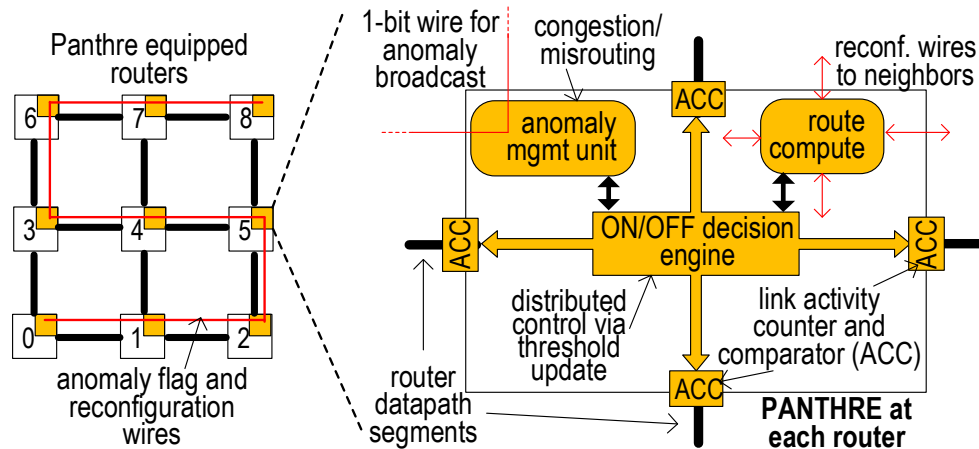 Panthre equipped
routers
6
7
8
3
4
5
0
1
2
anomaly flag and
reconfiguration
wires
1-bit wire for
anomaly
broadcast
congestion/
misrouting
reconf. wires
to neighbors
ACC
anomaly
mgmt unit
route
compute
ACC
ON/OFF decision
engine
ACC
distributed
control via
threshold
update
link activity
counter and
comparator (ACC)
router
datapath
segments
ACC
PANTHRE at
each router